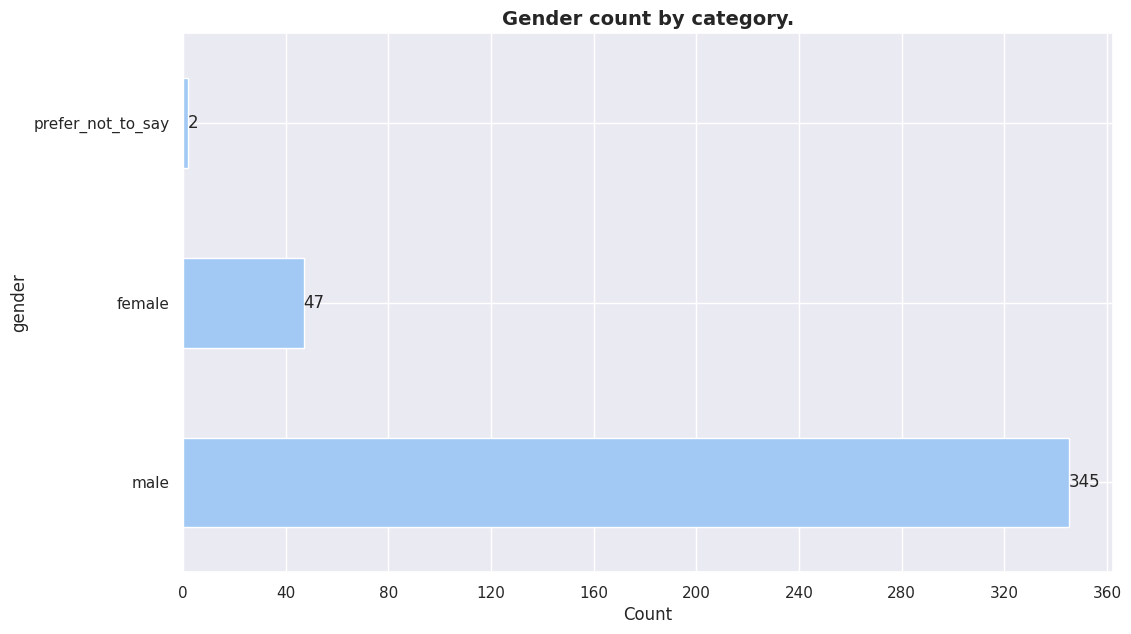 Gender count by category.
prefer_not_to_say
2
female
47
male
345
gender
0 40 80 120 160 200 240 280 320 360
Count